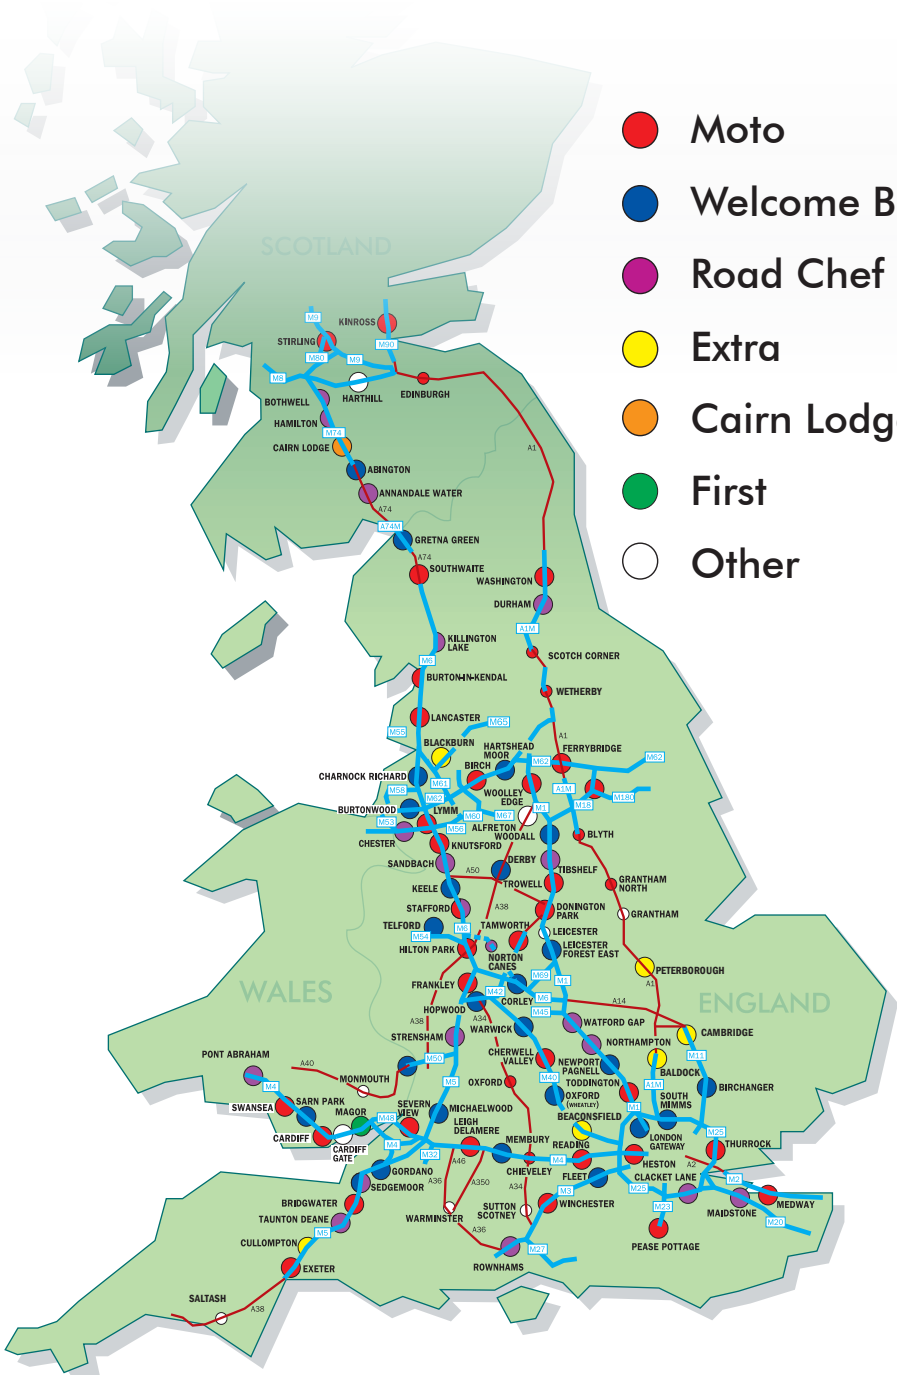 Moto
Welcome B
Road Chef
Extra
Cairn Lodg
First
Other
SCOTLAND
M9
KINROSS
STIRLING
M90
M80
M9
M8
HARTHILL
EDINBURGH
BOTHWELL
HAMILTON
M74
CAIRN LODGE
A1
ABINGTON
ANNANDALE WATER
A74
A74M
GRETNA GREEN
A74
SOUTHWAITE
WASHINGTON
DURHAM
A1M
KILLINGTON
LAKE
SCOTCH CORNER
M6
BURTON-IN-KENDAL
WETHERBY
LANCASTER
M65
M55
A1
BLACKBURN
HARTSHEAD
MOOR
FERRYBRIDGE
M62
M62
BIRCH
CHARNOCK RICHARD
M61
M58
WOOLLEY
EDGE
A1M
M180
M62
M18
BURTONWOOD
LYMM
M1
M60
M67
M53
M56
ALFRETON
WOODALL
BLYTH
CHESTER
KNUTSFORD
SANDBACH
DERBY
TIBSHELF
A50
TROWELL
GRANTHAM
NORTH
KEELE
A38
STAFFORD
DONINGTON
PARK
GRANTHAM
TELFORD
M6
TAMWORTH
LEICESTER
M54
HILTON PARK
LEICESTER
FOREST EAST
NORTON
CANES
PETERBOROUGH
M69
M1
A1
FRANKLEY
M42
CORLEY
M6
A14
WALES
ENGLAND
HOPWOOD
M45
A34
A38
WARWICK
WATFORD GAP
CAMBRIDGE
STRENSHAM
NORTHAMPTON
PONT ABRAHAM
CHERWELL
VALLEY
NEWPORT
PAGNELL
M11
M50
A40
BALDOCK
M4
MONMOUTH
M5
OXFORD
M40
TODDINGTON
A1M
BIRCHANGER
SWANSEA
SARN PARK
MAGOR
SEVERN
VIEW
MICHAELWOOD
OXFORD
(WHEATLEY)
M1
SOUTH
MIMMS
M48
LEIGH
DELAMERE
BEACONSFIELD
M25
CARDIFF
CARDIFF
GATE
M4
M32
MEMBURY
READING
LONDON
GATEWAY
THURROCK
A46
M4
HESTON
A2
GORDANO
CHIEVELEY
CLACKET LANE
M2
SEDGEMOOR
A36
A350
A34
FLEET
M3
M25
MEDWAY
BRIDGWATER
WINCHESTER
M23
MAIDSTONE
TAUNTON DEANE
WARMINSTER
SUTTON
SCOTNEY
M20
M5
A36
CULLOMPTON
M27
PEASE POTTAGE
EXETER
ROWNHAMS
SALTASH
A38